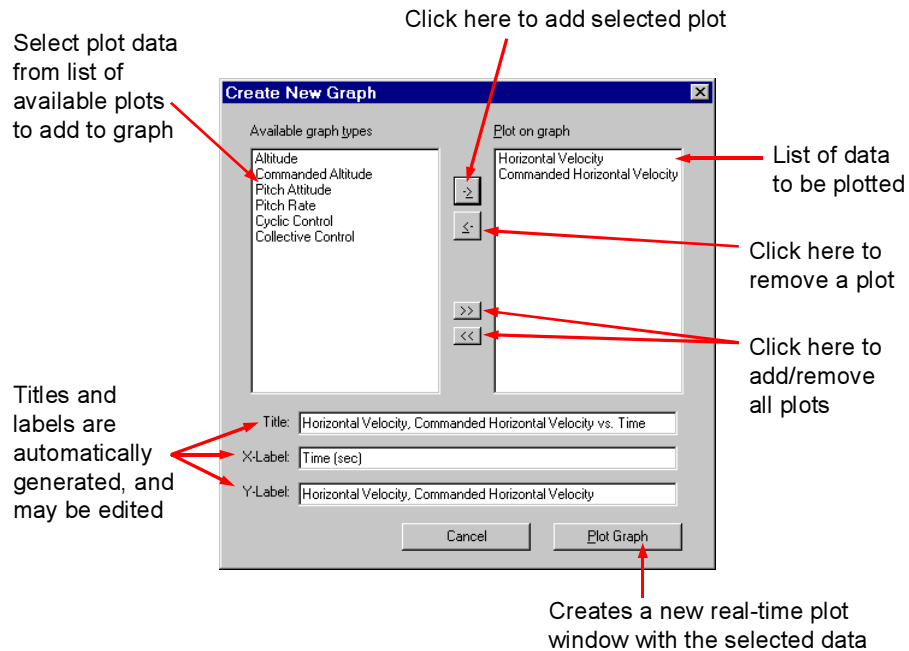 Click here to add selected plot
Select plot data
from list of
available plots
to add to graph
Create New Graph
Available graph types
Plot on graph
Altitude
Commanded Altitude
Pitch Attitude
Pitch Rate
Cyclic Control
Collective Control
->
<-
>>
<<
Horizontal Velocity
Commanded Horizontal Velocity
List of data
to be plotted
Click here to
remove a plot
Click here to
add/remove
all plots
Titles and
labels are
automatically
generated, and
may be edited
Title: Horizontal Velocity, Commanded Horizontal Velocity vs. Time
X-Label: Time (sec)
Y-Label: Horizontal Velocity, Commanded Horizontal Velocity
Cancel
Plot Graph
Creates a new real-time plot
window with the selected data